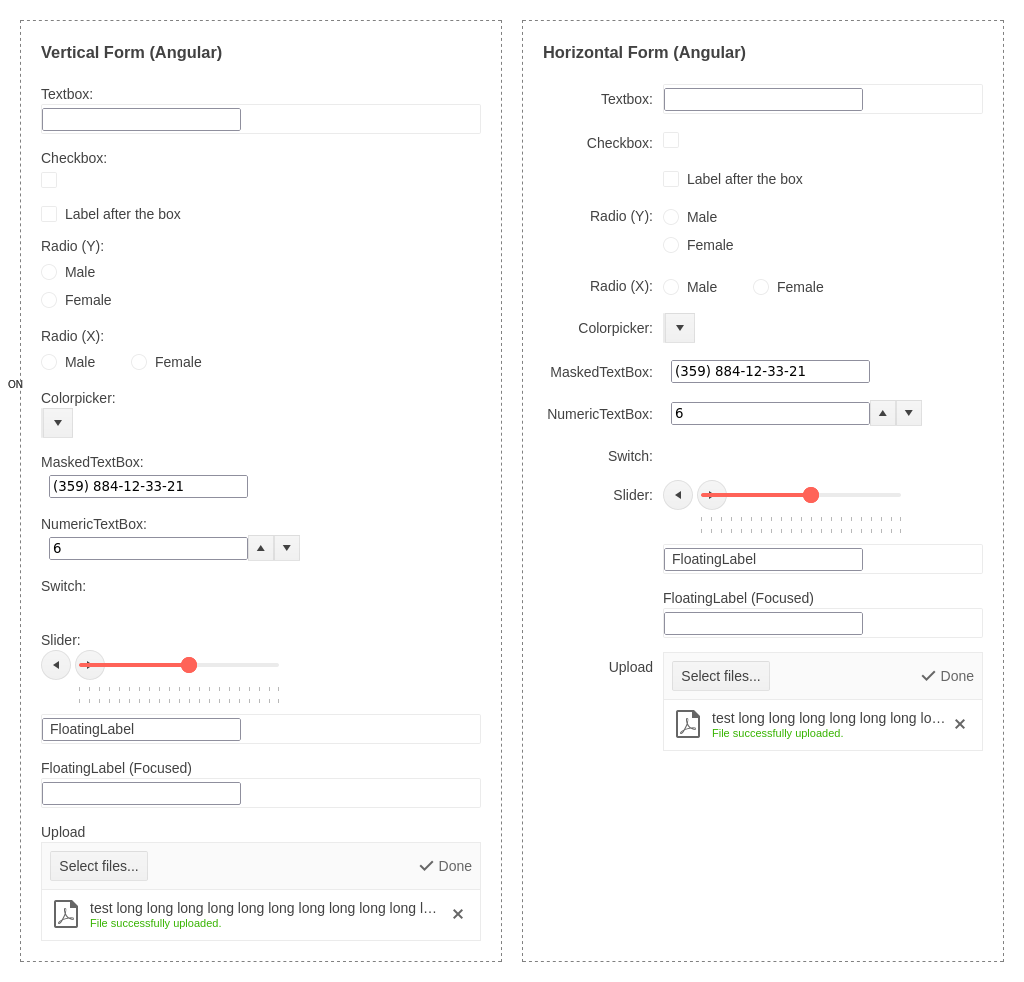 Vertical Form (Angular)
Textbox:
Checkbox:
Label after the box
Radio (Y):
Male
Female
Radio (X):
Male Female
ON
Colorpicker:
MaskedTextBox:
(359) 884-12-33-21
NumericTextBox:
6
Switch:
Slider:
FloatingLabel
FloatingLabel (Focused)
Upload
Select files... Done
test long long long long long long long long long long l…
File successfully uploaded.
Horizontal Form (Angular)
Textbox:
Checkbox:
Label after the box
Radio (Y): Male
Female
Radio (X): Male Female
Colorpicker:
MaskedTextBox: (359) 884-12-33-21
NumericTextBox: 6
Switch:
Slider:
FloatingLabel
FloatingLabel (Focused)
Upload Select files... Done
test long long long long long long lo…
File successfully uploaded.